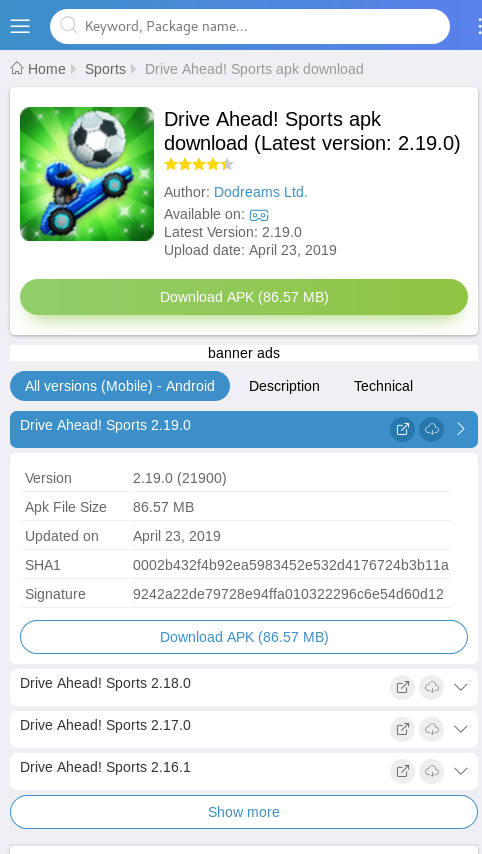 Keyword, Package name...
Home Sports Drive Ahead! Sports apk download
Drive Ahead! Sports apk
download (Latest version: 2.19.0)
Author: Dodreams Ltd.
Available on:
Latest Version: 2.19.0
Upload date: April 23, 2019
Download APK (86.57 MB)
banner ads
All versions (Mobile) - Android Description Technical
Drive Ahead! Sports 2.19.0
Version 2.19.0 (21900)
Apk File Size 86.57 MB
Updated on April 23, 2019
SHA1 0002b432f4b92ea5983452e532d4176724b3b11a
Signature 9242a22de79728e94ffa010322296c6e54d60d12
Download APK (86.57 MB)
Drive Ahead! Sports 2.18.0
Drive Ahead! Sports 2.17.0
Drive Ahead! Sports 2.16.1
Show more